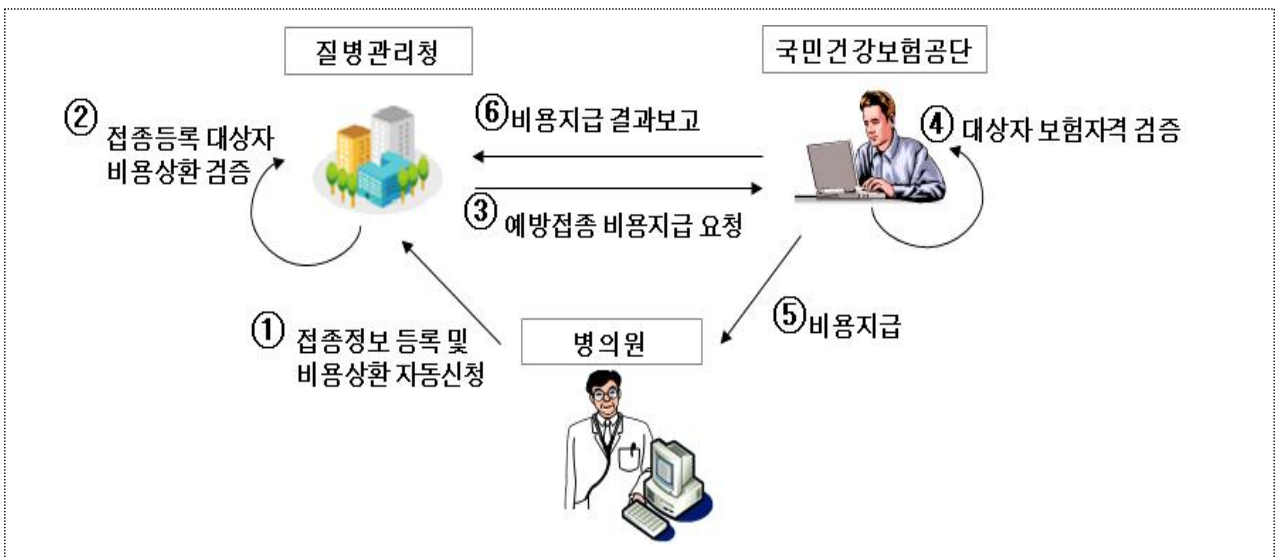 질병관리청
국민건강보험공단
② 접종등록 대상자
비용상환 검증
⑥비용지급 결과보고
④ 대상자 보험자격 검증
③ 예방접종 비용지급 요청
① 접종정보 등록 및
비용상환 자동신청
병의원
⑤비용지급